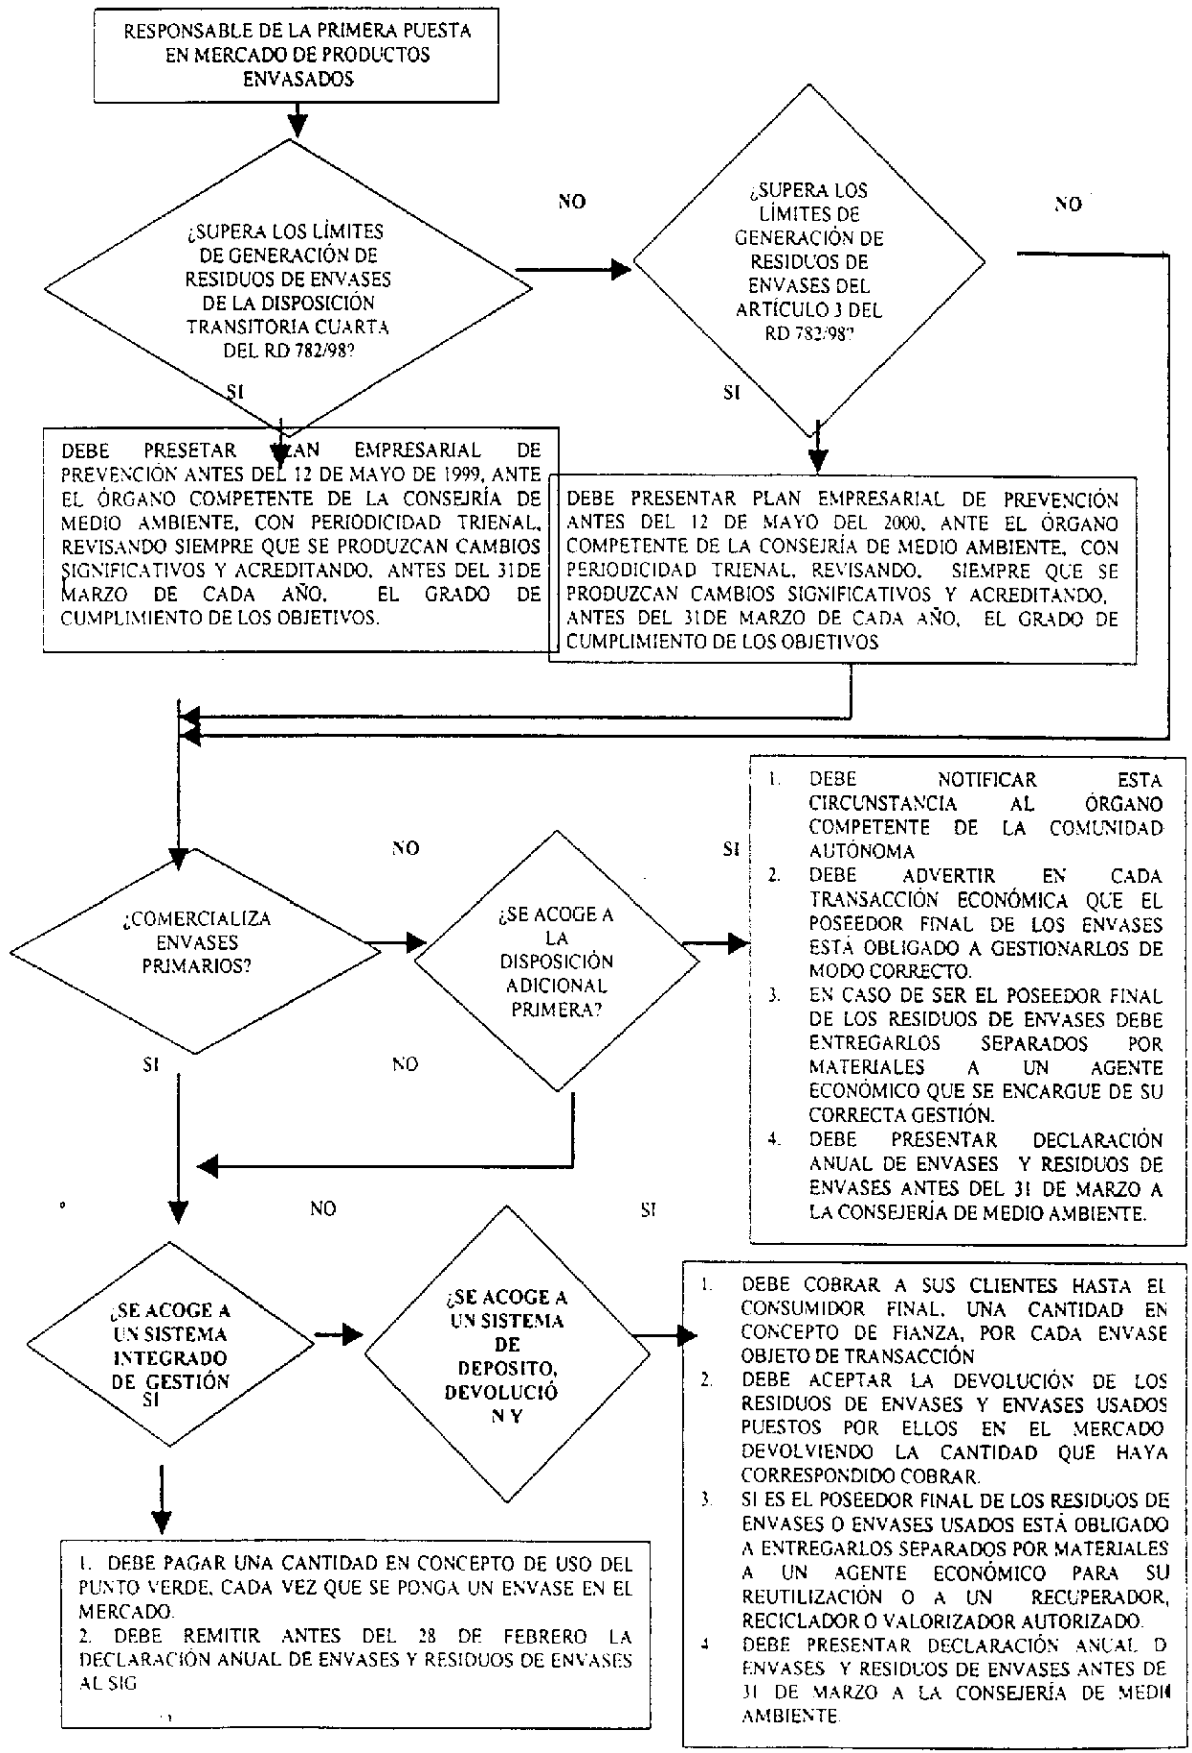 RESPONSABLE DE LA PRIMERA PUESTA
EN MERCADO DE PRODUCTOS
ENVASADOS
¿SUPERA LOS LÍMITES
DE GENERACIÓN DE
RESIDUOS DE ENVASES
DE LA DISPOSICIÓN
TRANSITORIA CUARTA
DEL RD 782/98?
NO
SI
¿SUPERA LOS
LÍMITES DE
GENERACIÓN DE
RESIDUOS DE
ENVASES DEL
ARTÍCULO 3 DEL
RD 782/98?
NO
SI
DEBE PRESETAR PLAN EMPRESARIAL DE
PREVENCIÓN ANTES DEL 12 DE MAYO DE 1999, ANTE
EL ÓRGANO COMPETENTE DE LA CONSEJRÍA DE
MEDIO AMBIENTE, CON PERIODICIDAD TRIENAL,
REVISANDO SIEMPRE QUE SE PRODUZCAN CAMBIOS
SIGNIFICATIVOS Y ACREDITANDO, ANTES DEL 31DE
MARZO DE CADA AÑO, EL GRADO DE
CUMPLIMIENTO DE LOS OBJETIVOS.
DEBE PRESENTAR PLAN EMPRESARIAL DE PREVENCIÓN
ANTES DEL 12 DE MAYO DEL 2000, ANTE EL ÓRGANO
COMPETENTE DE LA CONSEJRÍA DE MEDIO AMBIENTE, CON
PERIODICIDAD TRIENAL, REVISANDO, SIEMPRE QUE SE
PRODUZCAN CAMBIOS SIGNIFICATIVOS Y ACREDITANDO,
ANTES DEL 31DE MARZO DE CADA AÑO, EL GRADO DE
CUMPLIMIENTO DE LOS OBJETIVOS
¿COMERCIALIZA
ENVASES
PRIMARIOS?
NO
SI
¿SE ACOGE A
LA
DISPOSICIÓN
ADICIONAL
PRIMERA?
SI
NO
1. DEBE NOTIFICAR ESTA
CIRCUNSTANCIA AL ÓRGANO
COMPETENTE DE LA COMUNIDAD
AUTÓNOMA
2. DEBE ADVERTIR EN CADA
TRANSACCIÓN ECONÓMICA QUE EL
POSEEDOR FINAL DE LOS ENVASES
ESTÁ OBLIGADO A GESTIONARLOS DE
MODO CORRECTO.
3. EN CASO DE SER EL POSEEDOR FINAL
DE LOS RESIDUOS DE ENVASES DEBE
ENTREGARLOS SEPARADOS POR
MATERIALES A UN AGENTE
ECONÓMICO QUE SE ENCARGUE DE SU
CORRECTA GESTIÓN.
4. DEBE PRESENTAR DECLARACIÓN
ANUAL DE ENVASES Y RESIDUOS DE
ENVASES ANTES DEL 31 DE MARZO A
LA CONSEJERÍA DE MEDIO AMBIENTE.
¿SE ACOGE A
UN SISTEMA
INTEGRADO
DE GESTIÓN
SI
NO
¿SE ACOGE A
UN SISTEMA
DE
DEPOSITO,
DEVOLUCIÓ
N Y
SI
1. DEBE COBRAR A SUS CLIENTES HASTA EL
CONSUMIDOR FINAL, UNA CANTIDAD EN
CONCEPTO DE FIANZA, POR CADA ENVASE
OBJETO DE TRANSACCIÓN
2. DEBE ACEPTAR LA DEVOLUCIÓN DE LOS
RESIDUOS DE ENVASES Y ENVASES USADOS
PUESTOS POR ELLOS EN EL MERCADO
DEVOLVIENDO LA CANTIDAD QUE HAYA
CORRESPONDIDO COBRAR.
3. SI ES EL POSEEDOR FINAL DE LOS RESIDUOS DE
ENVASES O ENVASES USADOS ESTÁ OBLIGADO
A ENTREGARLOS SEPARADOS POR MATERIALES
A UN AGENTE ECONÓMICO PARA SU
REUTILIZACIÓN O A UN RECUPERADOR,
RECICLADOR O VALORIZADOR AUTORIZADO.
4 DEBE PRESENTAR DECLARACIÓN ANUAL D
ENVASES Y RESIDUOS DE ENVASES ANTES DE
31 DE MARZO A LA CONSEJERÍA DE MEDI
AMBIENTE
1. DEBE PAGAR UNA CANTIDAD EN CONCEPTO DE USO DEL
PUNTO VERDE, CADA VEZ QUE SE PONGA UN ENVASE EN EL
MERCADO.
2. DEBE REMITIR ANTES DEL 28 DE FEBRERO LA
DECLARACIÓN ANUAL DE ENVASES Y RESIDUOS DE ENVASES
AL SIG